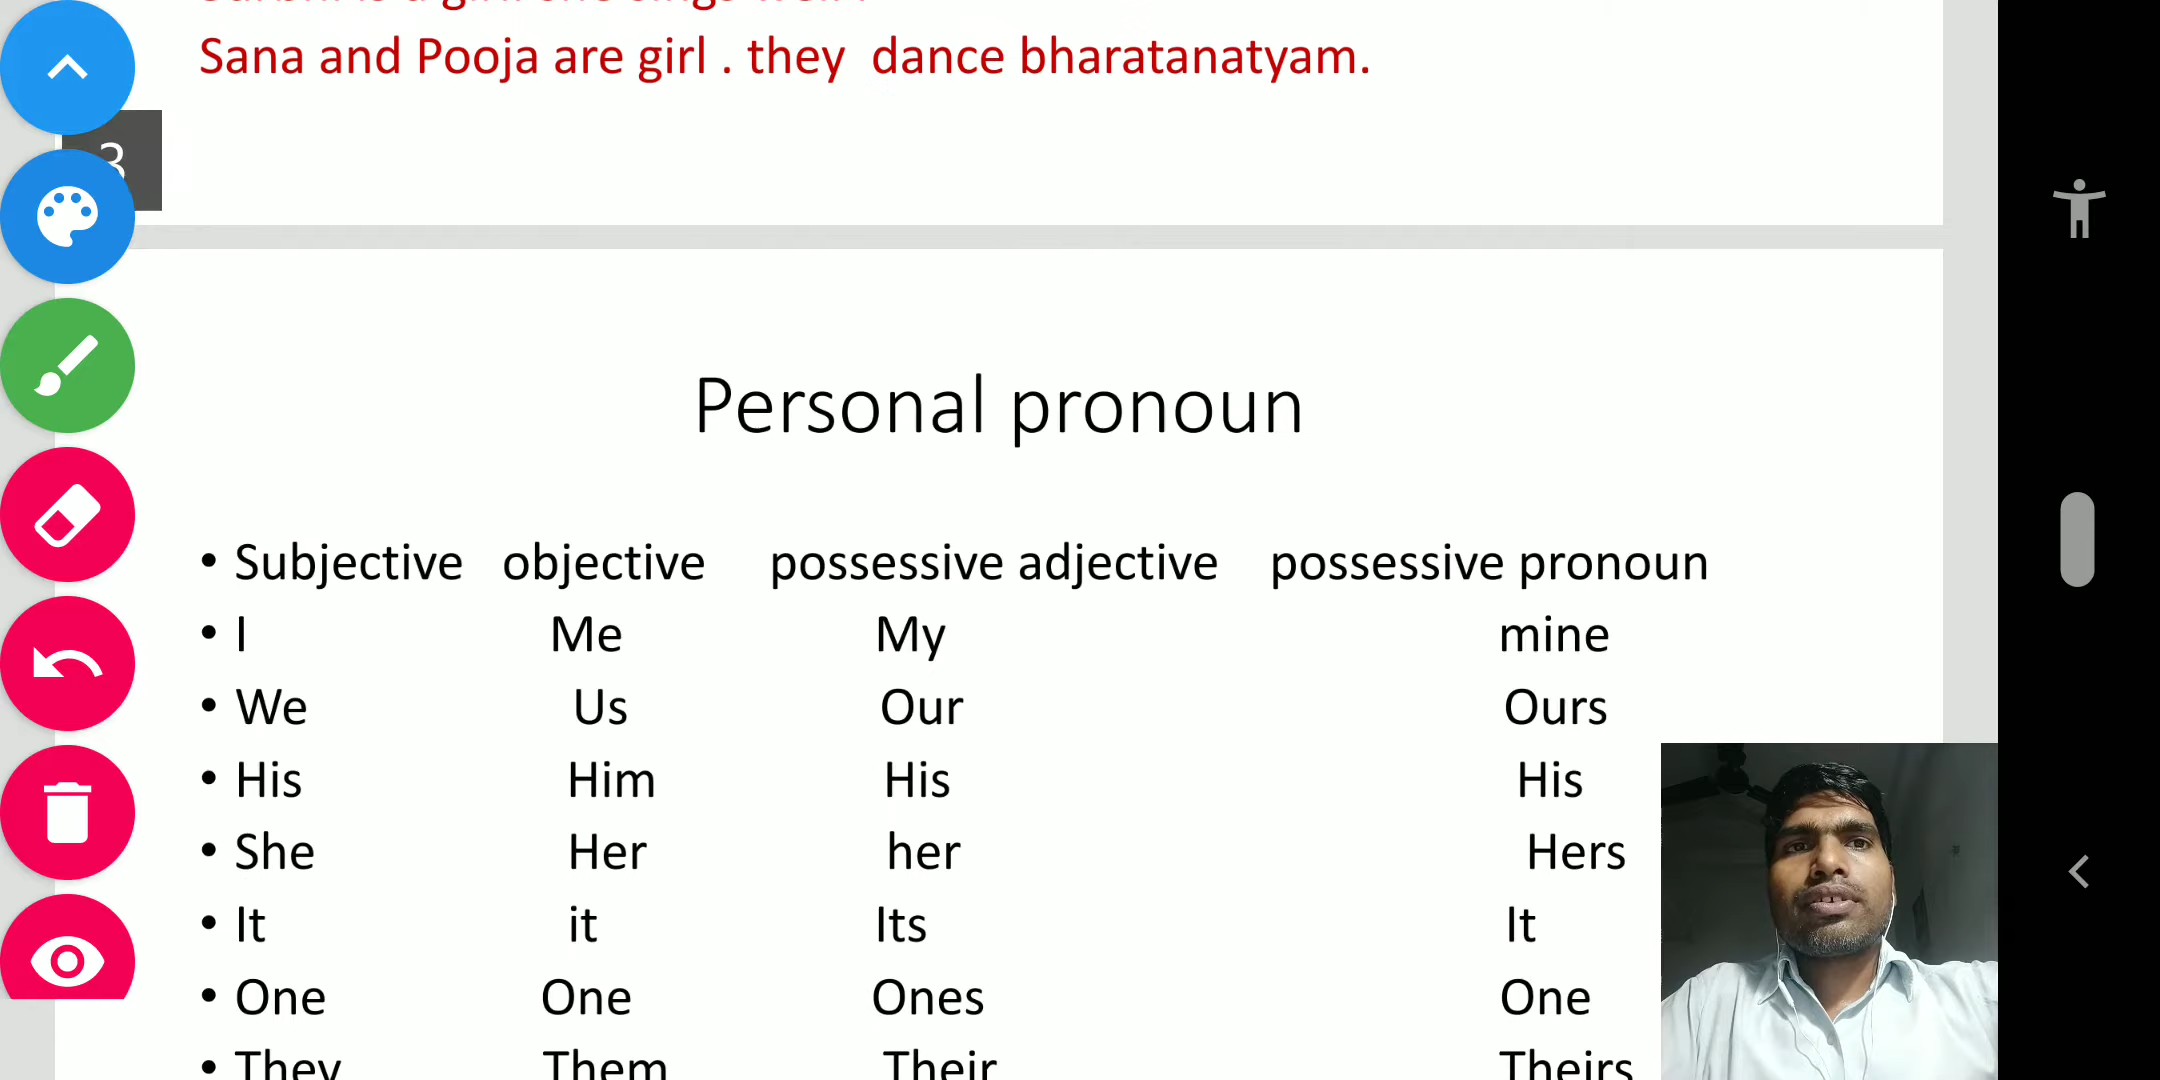 Sana and Pooja are girl . they dance bharatanatyam.
3
Personal pronoun
• Subjective objective possessive adjective possessive pronoun
• I Me My mine
• We Us Our Ours
• His Him His His
• She Her her Hers
• It it Its It
• One One Ones One
• They Them Their Theirs